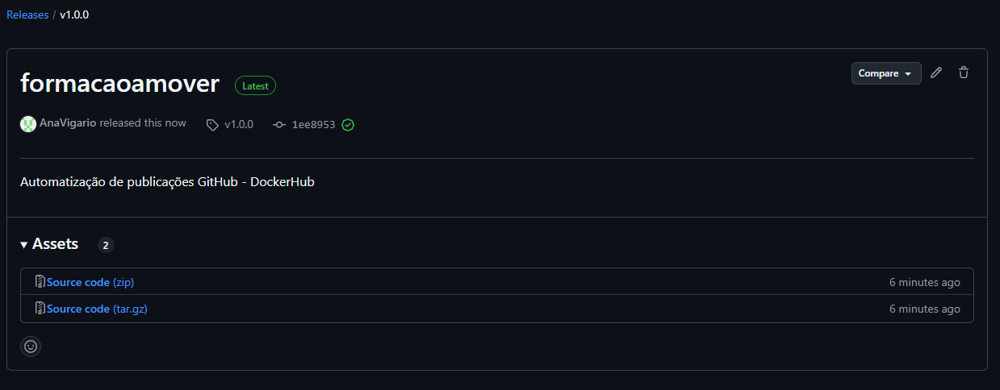 Releases / v1.0.0
formacaoamover Latest Compare
AnaVigario released this now v1.0.0 1ee8953
Automatização de publicações GitHub - DockerHub
Assets 2
Source code (zip) 6 minutes ago
Source code (tar.gz) 6 minutes ago